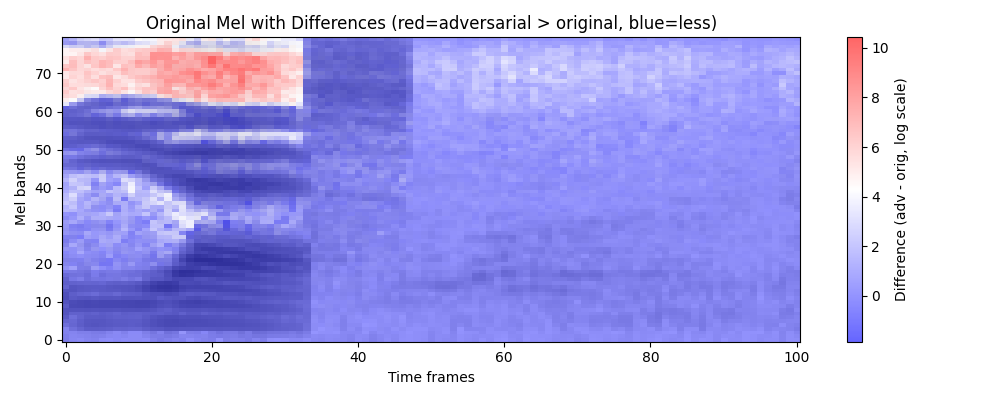 Original Mel with Differences (red=adversarial > original, blue=less)
Mel bands
70
60
50
40
30
20
10
0
0 20 40 60 80 100
Time frames
10
8
6
4
2
0
Difference (adv - orig, log scale)